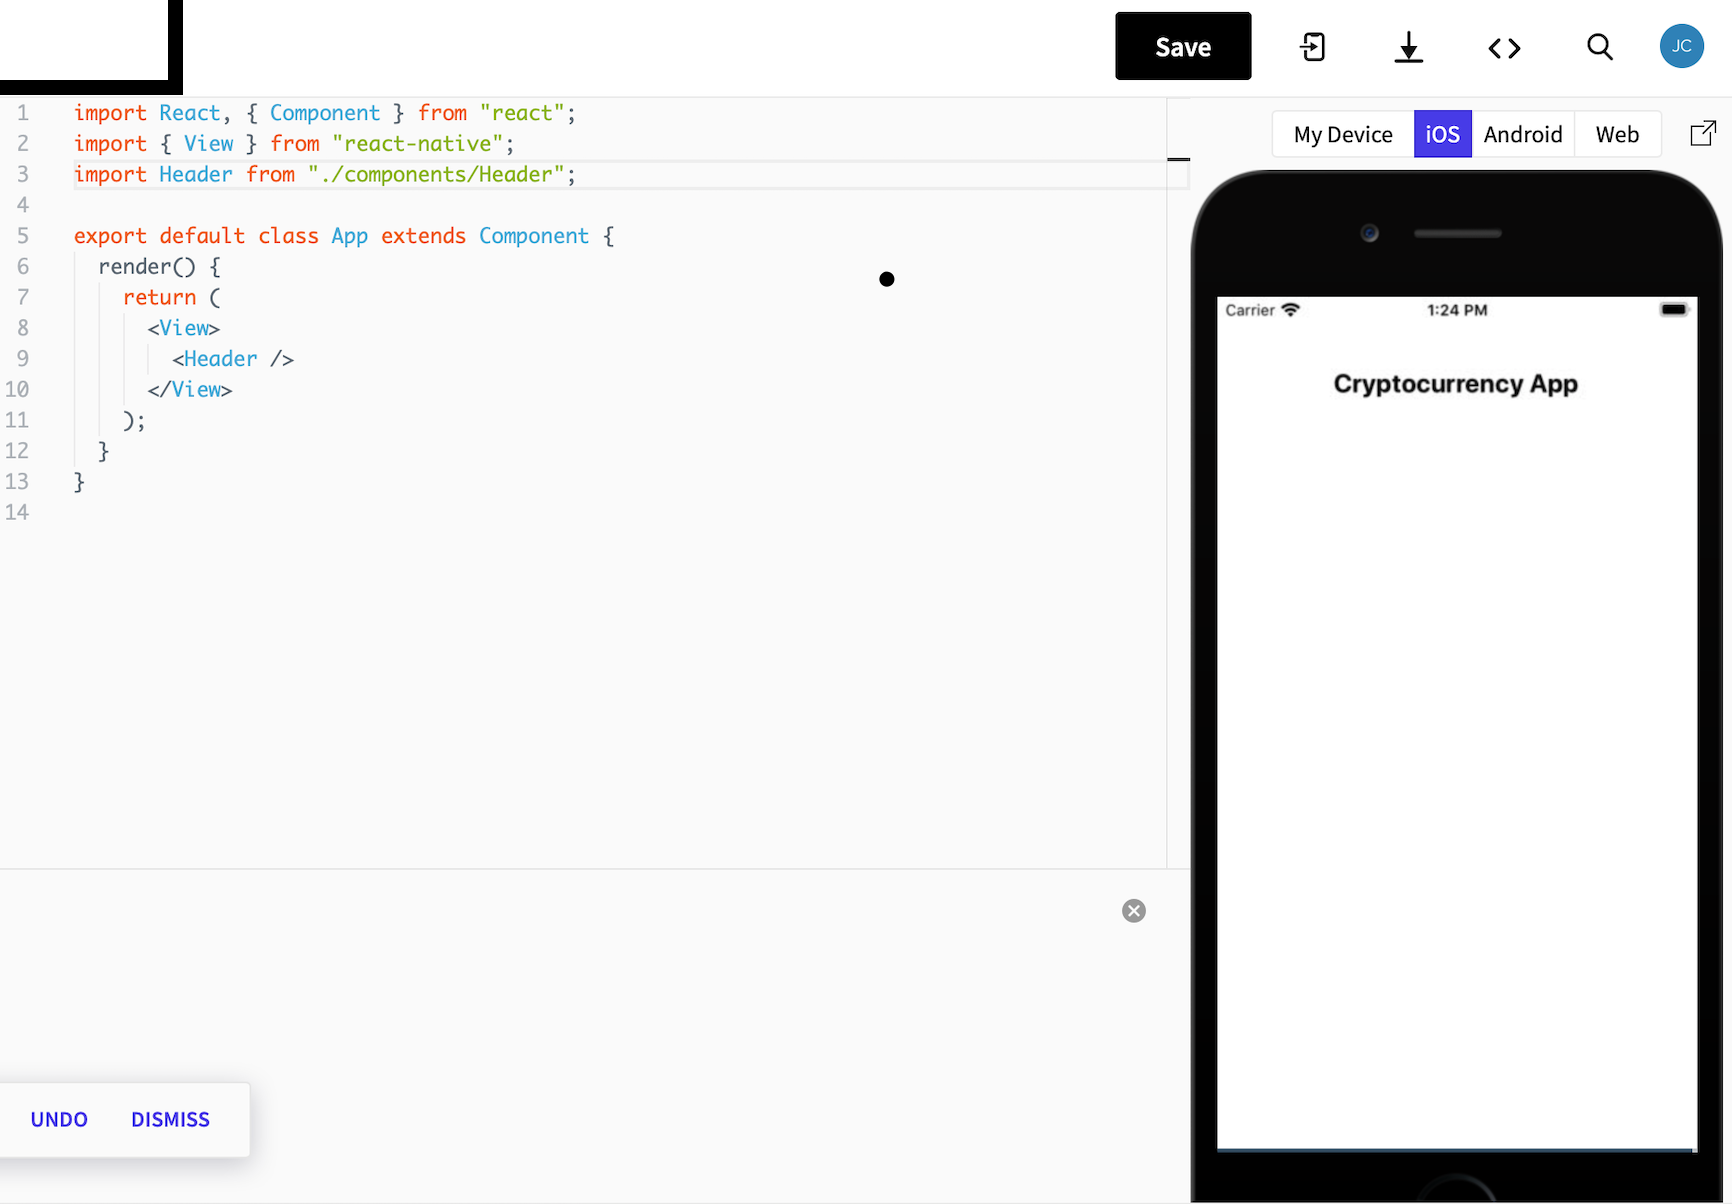 Save
JC
1 import React, { Component } from "react";
2 import { View } from "react-native";
3 import Header from "./components/Header";
4
5 export default class App extends Component {
6 render() {
7 return (
8 <View>
9 <Header />
10 </View>
11 );
12 }
13 }
14
My Device iOS Android Web
Carrier 1:24 PM
Cryptocurrency App
UNDO DISMISS